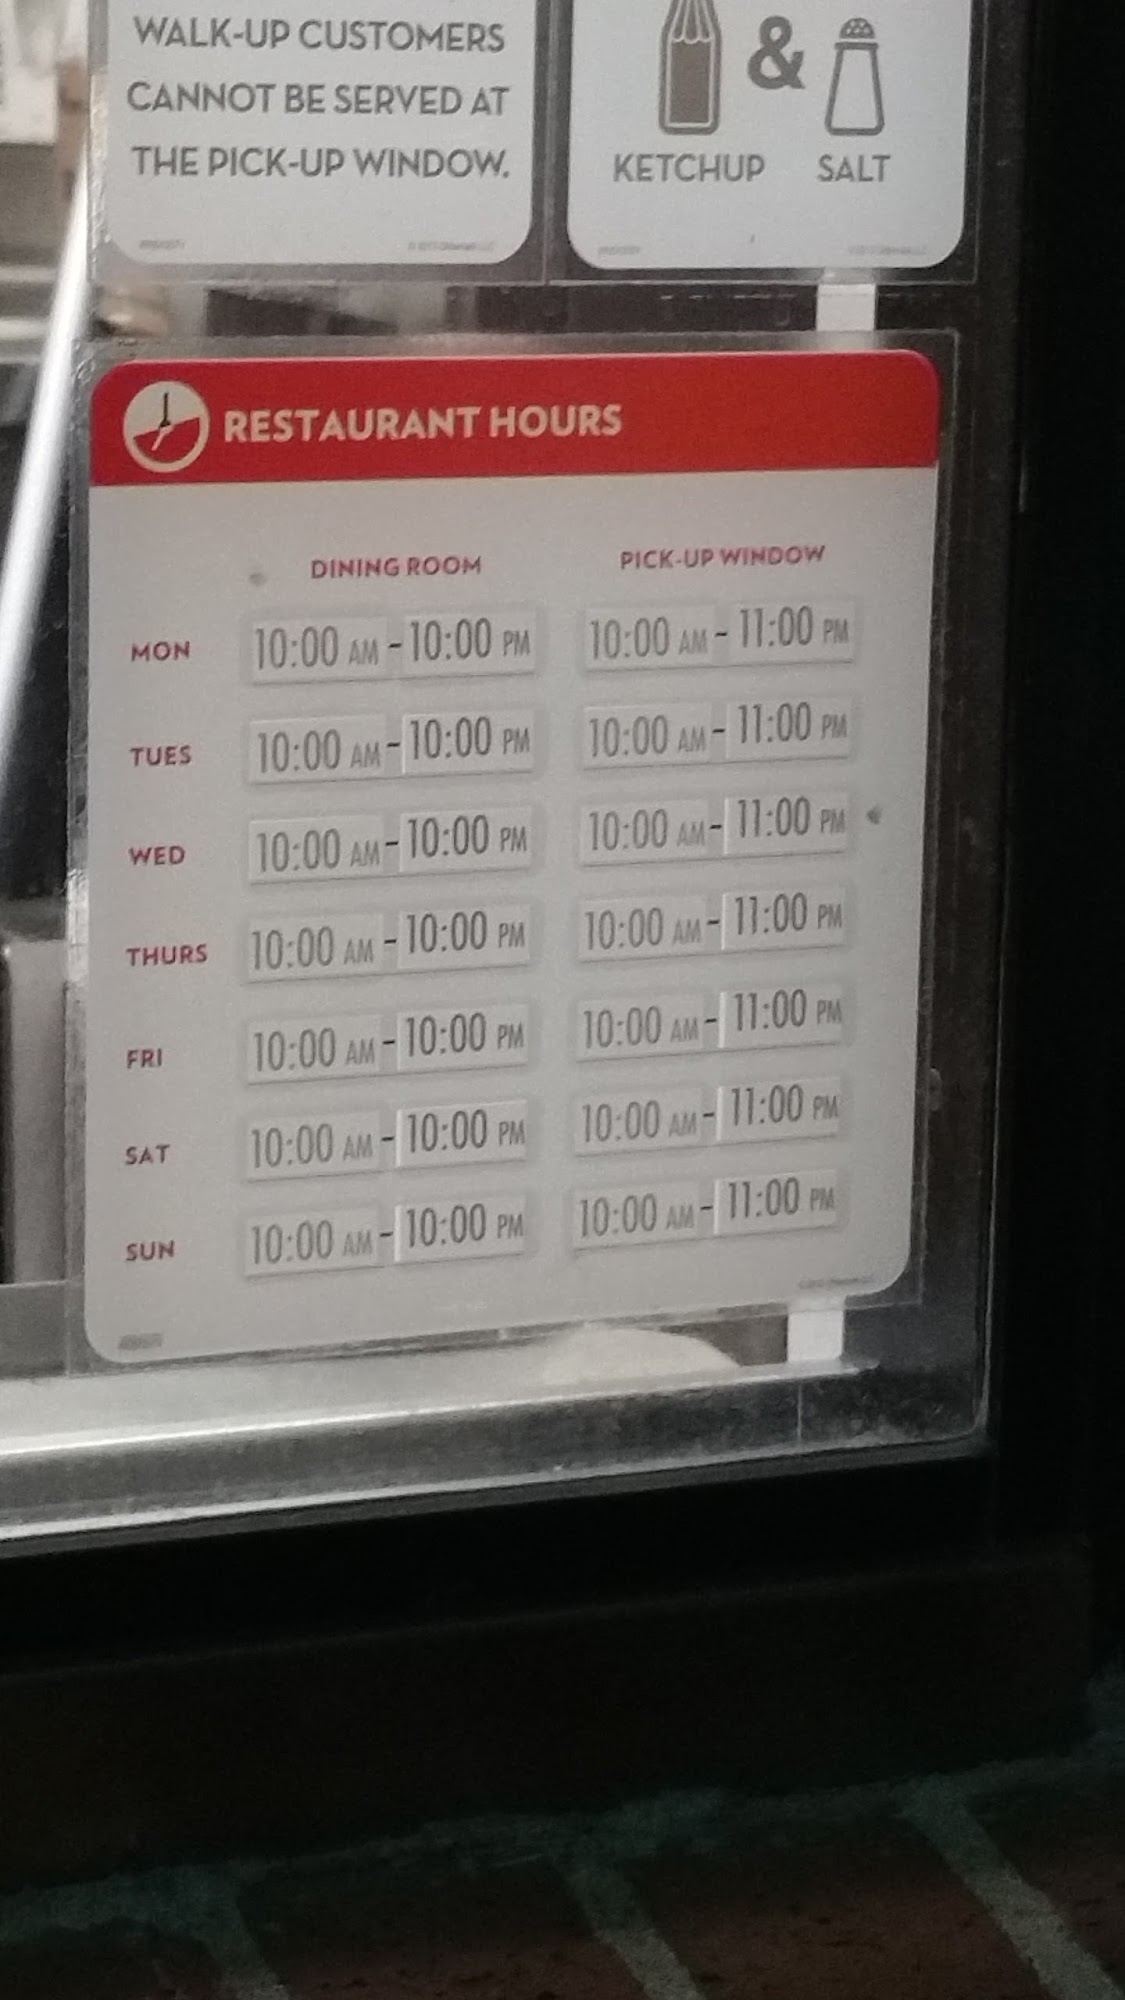 WALK-UP CUSTOMERS
CANNOT BE SERVED AT
THE PICK-UP WINDOW.
&
KETCHUP SALT
RESTAURANT HOURS
DINING ROOM PICK-UP WINDOW
MON 10:00 AM - 10:00 PM 10:00 AM - 11:00 PM
TUES 10:00 AM - 10:00 PM 10:00 AM - 11:00 PM
WED 10:00 AM - 10:00 PM 10:00 AM - 11:00 PM
THURS 10:00 AM - 10:00 PM 10:00 AM - 11:00 PM
FRI 10:00 AM - 10:00 PM 10:00 AM - 11:00 PM
SAT 10:00 AM - 10:00 PM 10:00 AM - 11:00 PM
SUN 10:00 AM - 10:00 PM 10:00 AM - 11:00 PM